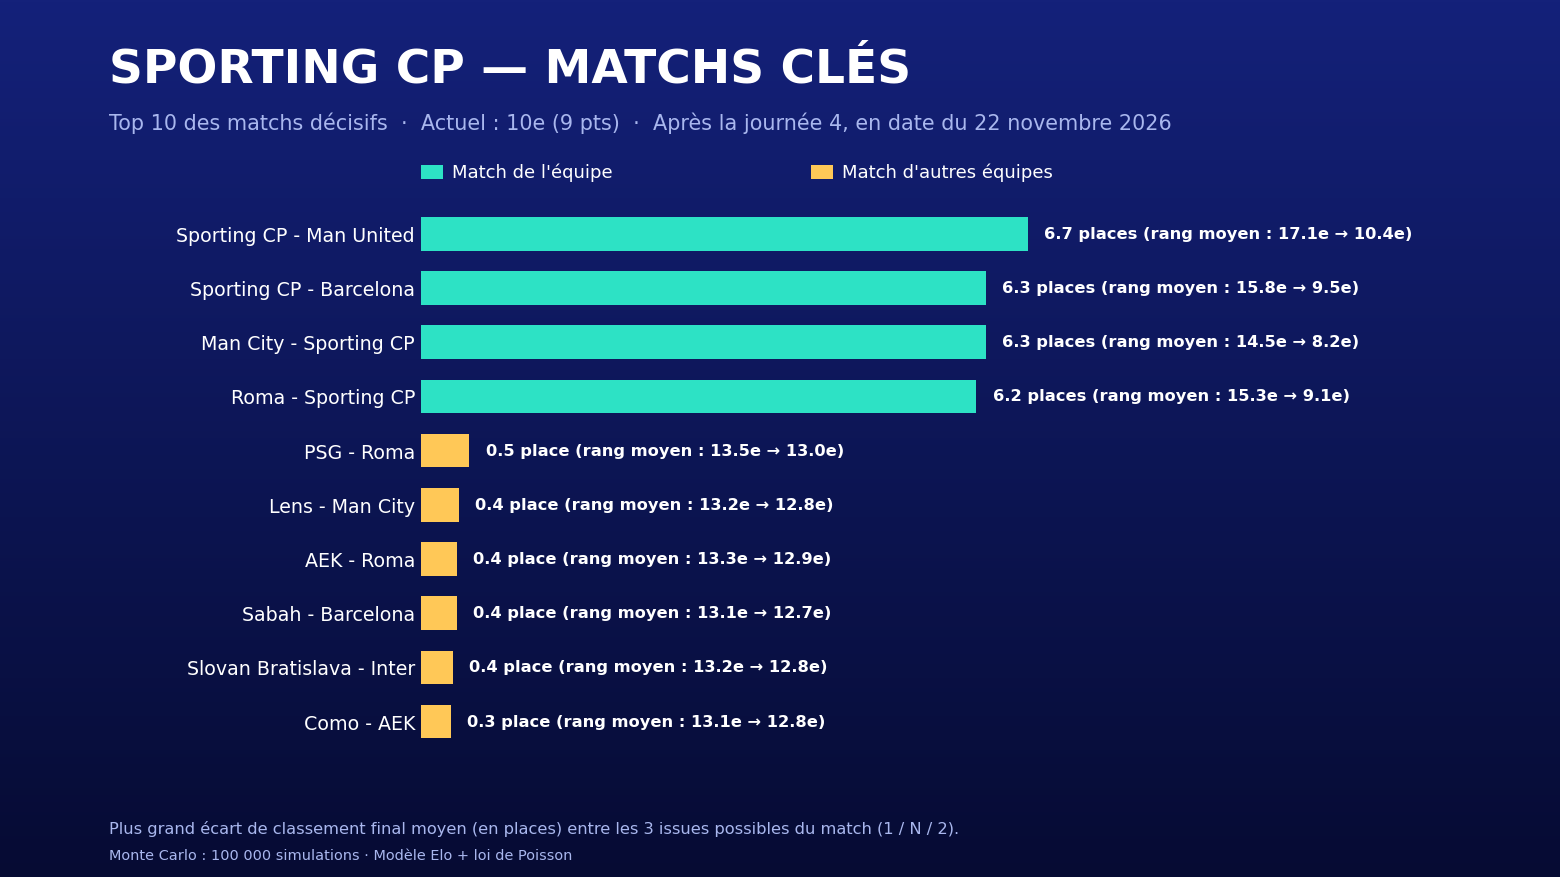 SPORTING CP — MATCHS CLÉS
Top 10 des matchs décisifs · Actuel : 10e (9 pts) · Après la journée 4, en date du 22 novembre 2026
Match de l'équipe
Match d'autres équipes
Sporting CP - Man United 6.7 places (rang moyen : 17.1e → 10.4e)
Sporting CP - Barcelona 6.3 places (rang moyen : 15.8e → 9.5e)
Man City - Sporting CP 6.3 places (rang moyen : 14.5e → 8.2e)
Roma - Sporting CP 6.2 places (rang moyen : 15.3e → 9.1e)
PSG - Roma 0.5 place (rang moyen : 13.5e → 13.0e)
Lens - Man City 0.4 place (rang moyen : 13.2e → 12.8e)
AEK - Roma 0.4 place (rang moyen : 13.3e → 12.9e)
Sabah - Barcelona 0.4 place (rang moyen : 13.1e → 12.7e)
Slovan Bratislava - Inter 0.4 place (rang moyen : 13.2e → 12.8e)
Como - AEK 0.3 place (rang moyen : 13.1e → 12.8e)
Plus grand écart de classement final moyen (en places) entre les 3 issues possibles du match (1 / N / 2).
Monte Carlo : 100 000 simulations · Modèle Elo + loi de Poisson